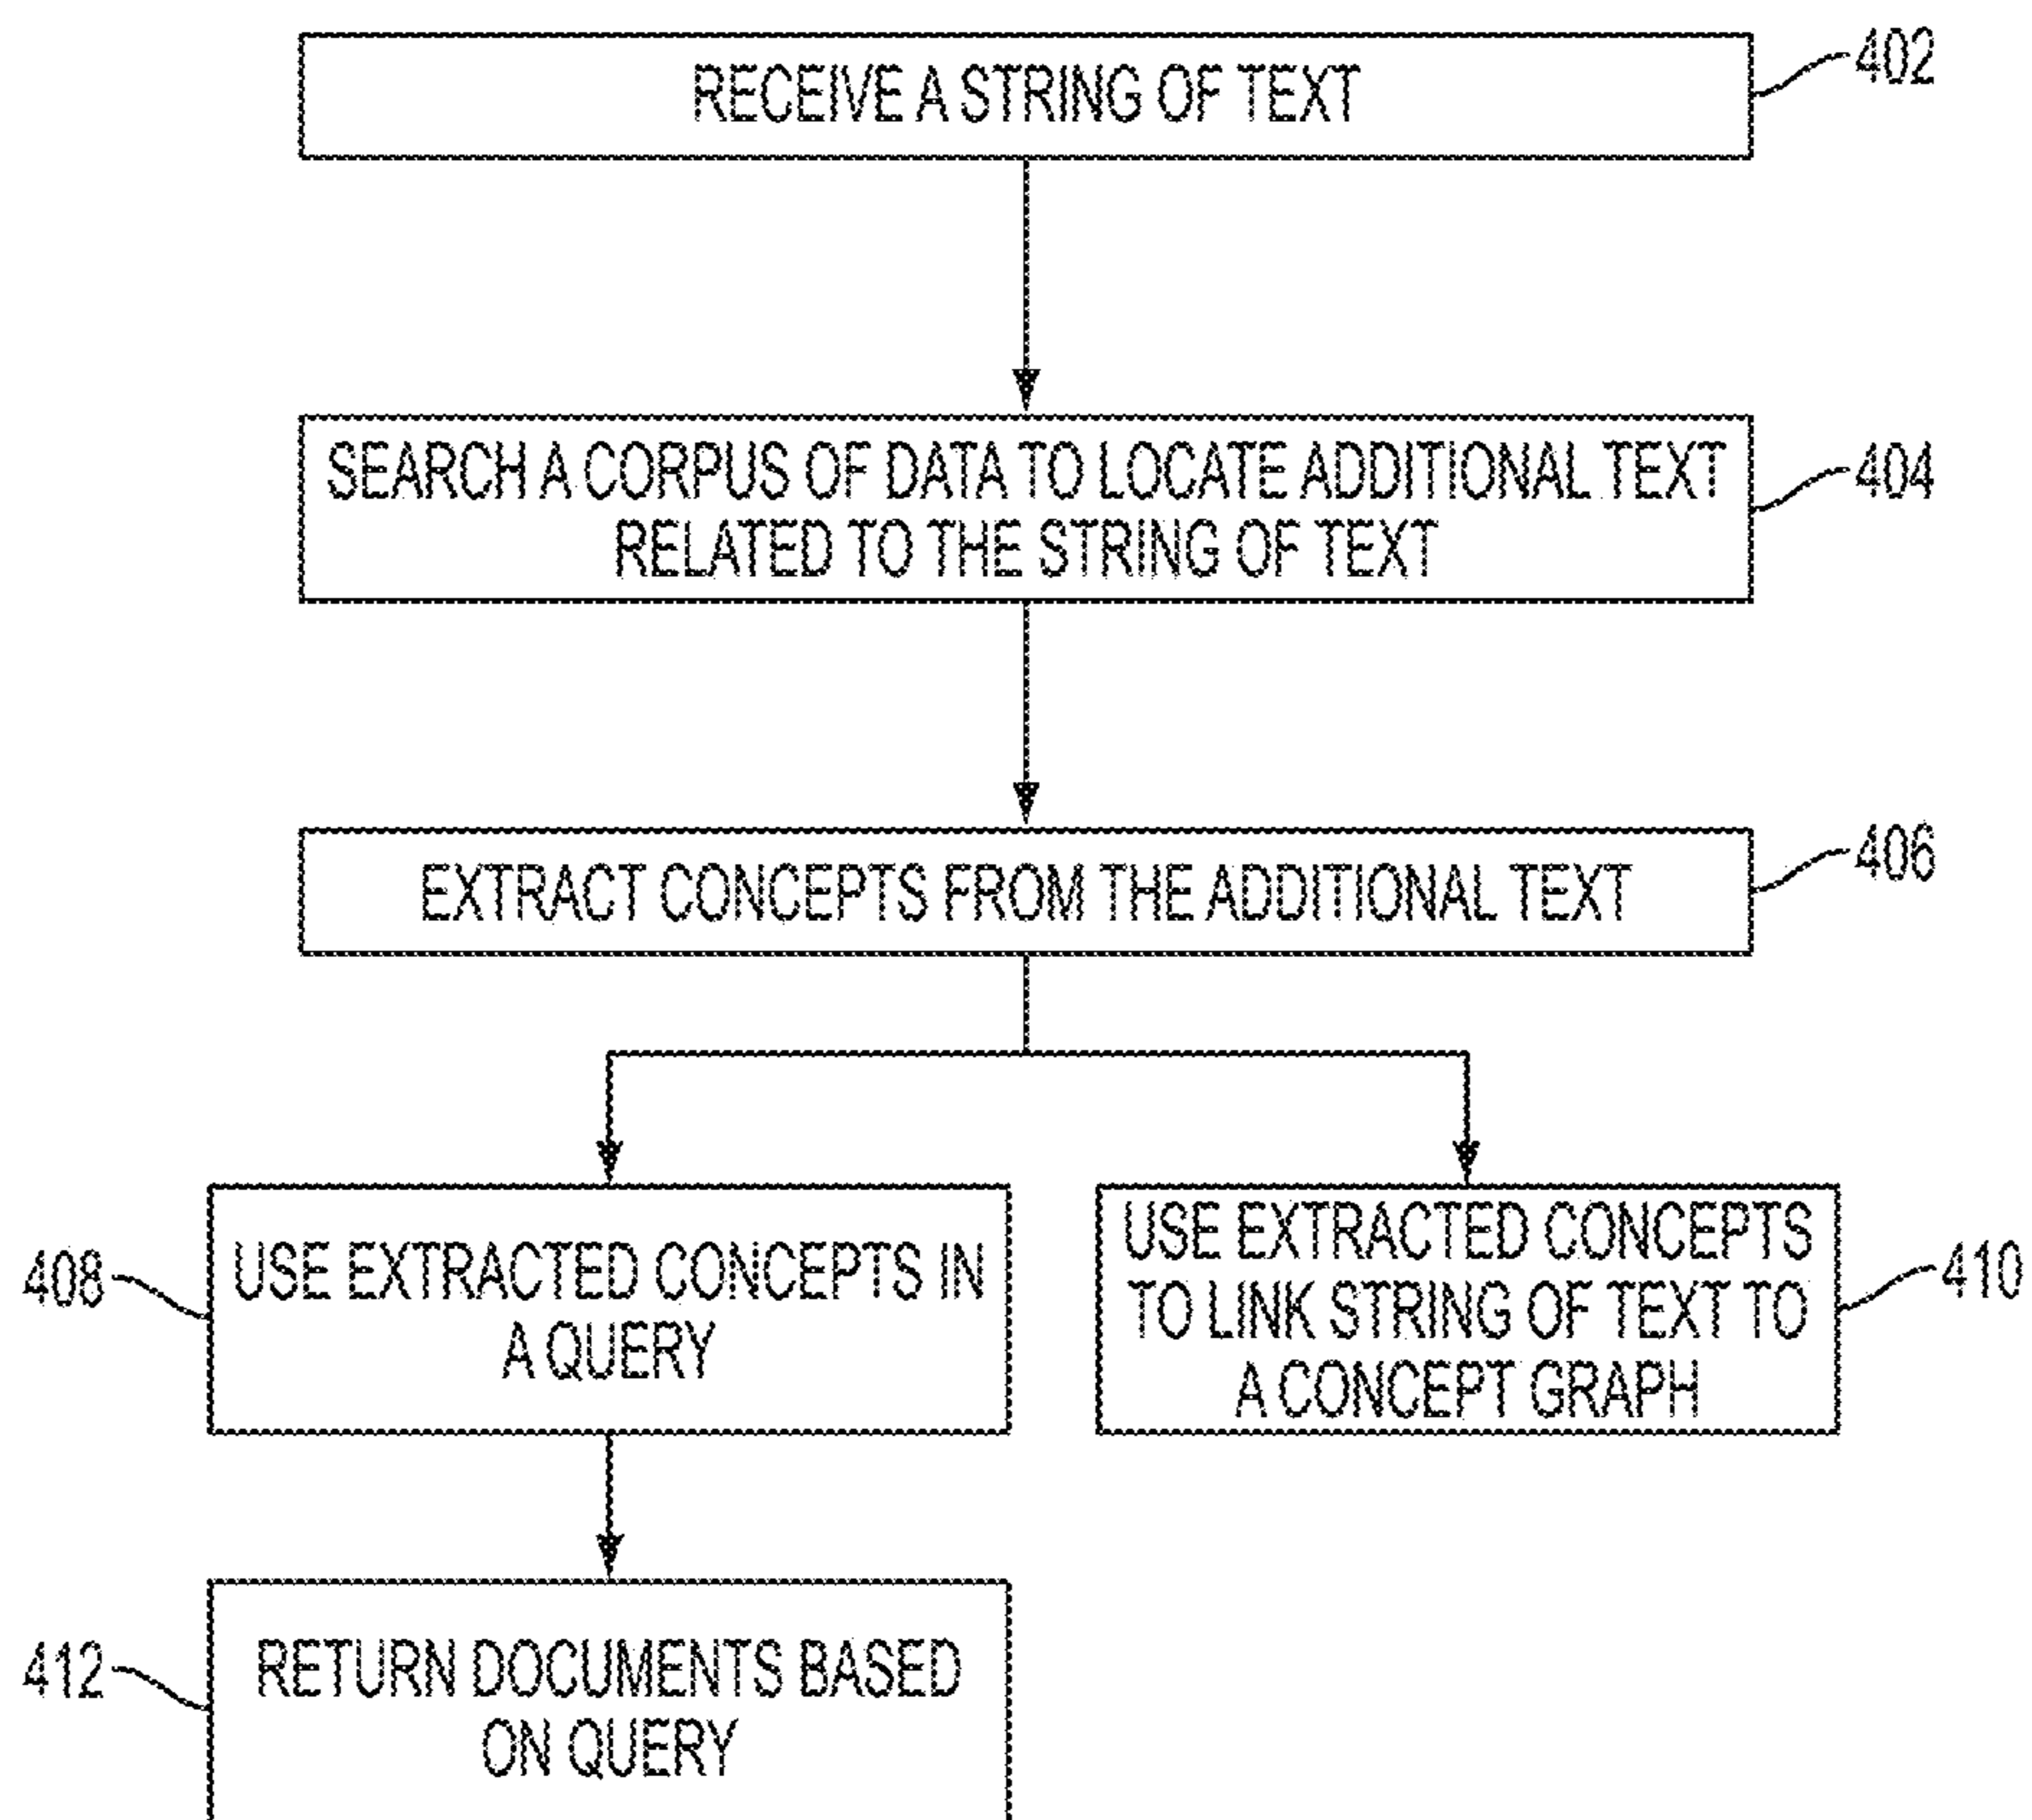 RECEIVE A STRING OF TEXT
402
SEARCH A CORPUS OF DATA TO LOCATE ADDITIONAL TEXT
RELATED TO THE STRING OF TEXT
404
EXTRACT CONCEPTS FROM THE ADDITIONAL TEXT
406
408
USE EXTRACTED CONCEPTS IN
A QUERY
USE EXTRACTED CONCEPTS
TO LINK STRING OF TEXT TO
A CONCEPT GRAPH
410
412
RETURN DOCUMENTS BASED
ON QUERY